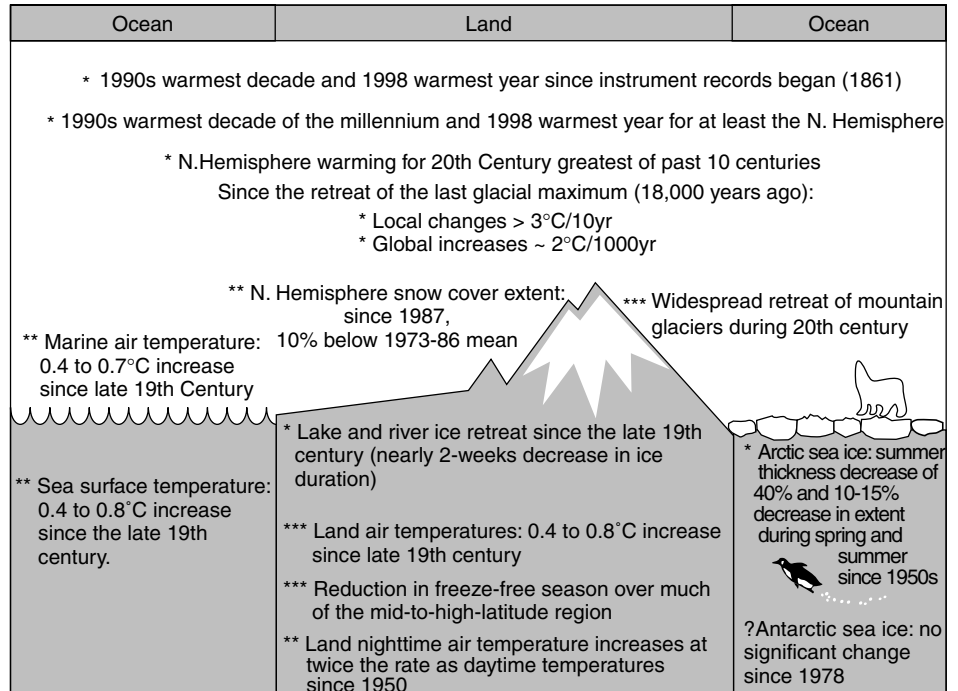 Ocean
Land
Ocean
* 1990s warmest decade and 1998 warmest year since instrument records began (1861)
* 1990s warmest decade of the millennium and 1998 warmest year for at least the N. Hemisphere
* N.Hemisphere warming for 20th Century greatest of past 10 centuries
Since the retreat of the last glacial maximum (18,000 years ago):
* Local changes > 3°C/10yr
* Global increases ~ 2°C/1000yr
** N. Hemisphere snow cover extent:
since 1987,
10% below 1973-86 mean
*** Widespread retreat of mountain
glaciers during 20th century
** Marine air temperature:
0.4 to 0.7°C increase
since late 19th Century
** Sea surface temperature:
0.4 to 0.8˚C increase
since the late 19th
century.
* Lake and river ice retreat since the late 19th
century (nearly 2-weeks decrease in ice
duration)
*** Land air temperatures: 0.4 to 0.8˚C increase
since late 19th century
*** Reduction in freeze-free season over much
of the mid-to-high-latitude region
** Land nighttime air temperature increases at
twice the rate as daytime temperatures
since 1950
* Arctic sea ice: summer
thickness decrease of
40% and 10-15%
decrease in extent
during spring and
summer
since 1950s
?Antarctic sea ice: no
significant change
since 1978